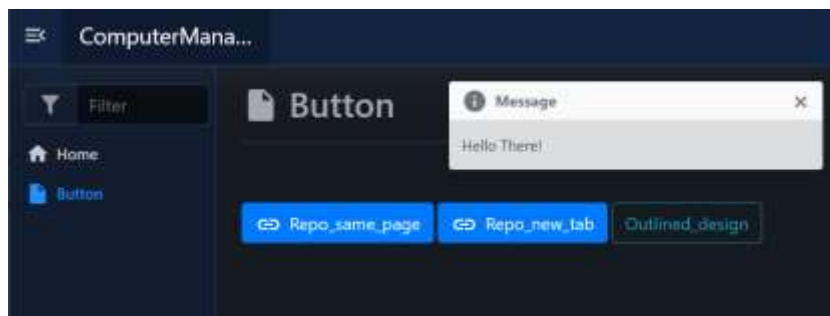 ComputerMana...
Filter
Home
Button
Button
Message
Hello There!
Repo_same_page
Repo_new_tab
Outlined_design